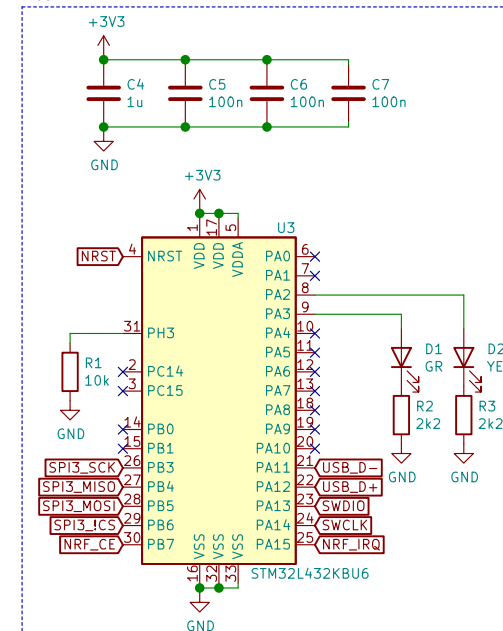 +3V3
C4
1u
C5
100n
C6
100n
C7
100n
GND
+3V3
U3
1 VDD
17 VDD
5 VDDA
NRST 4 NRST
31 PH3
R1
10k
GND
2 PC14
3 PC15
14 PB0
15 PB1
SPI3_SCK 26 PB3
SPI3_MISO 27 PB4
SPI3_MOSI 28 PB5
SPI3_!CS 29 PB6
NRF_CE 30 PB7
PA0 6
PA1 7
PA2 8
PA3 9
PA4 10
PA5 11
PA6 12
PA7 13
PA8 18
PA9 19
PA10 20
PA11 21 USB_D-
PA12 22 USB_D+
PA13 23 SWDIO
PA14 24 SWCLK
PA15 25 NRF_IRQ
D1
GR
D2
YE
R2
2k2
R3
2k2
GND
GND
16 VSS
32 VSS
33 VSS
STM32L432KBU6
GND